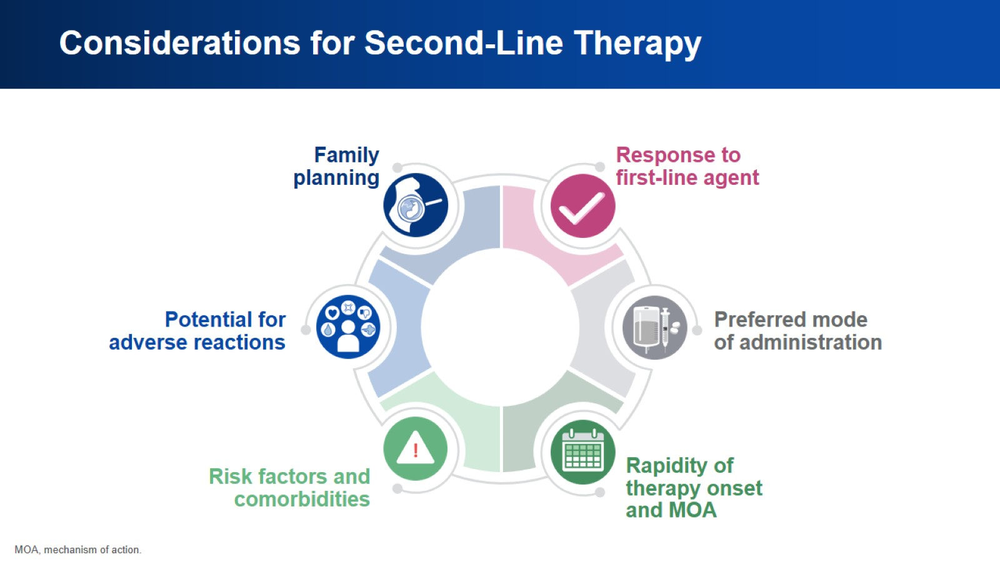 Considerations for Second-Line Therapy
Family
planning
Response to
first-line agent
Potential for
adverse reactions
Preferred mode
of administration
Risk factors and
comorbidities
Rapidity of
therapy onset
and MOA
MOA, mechanism of action.